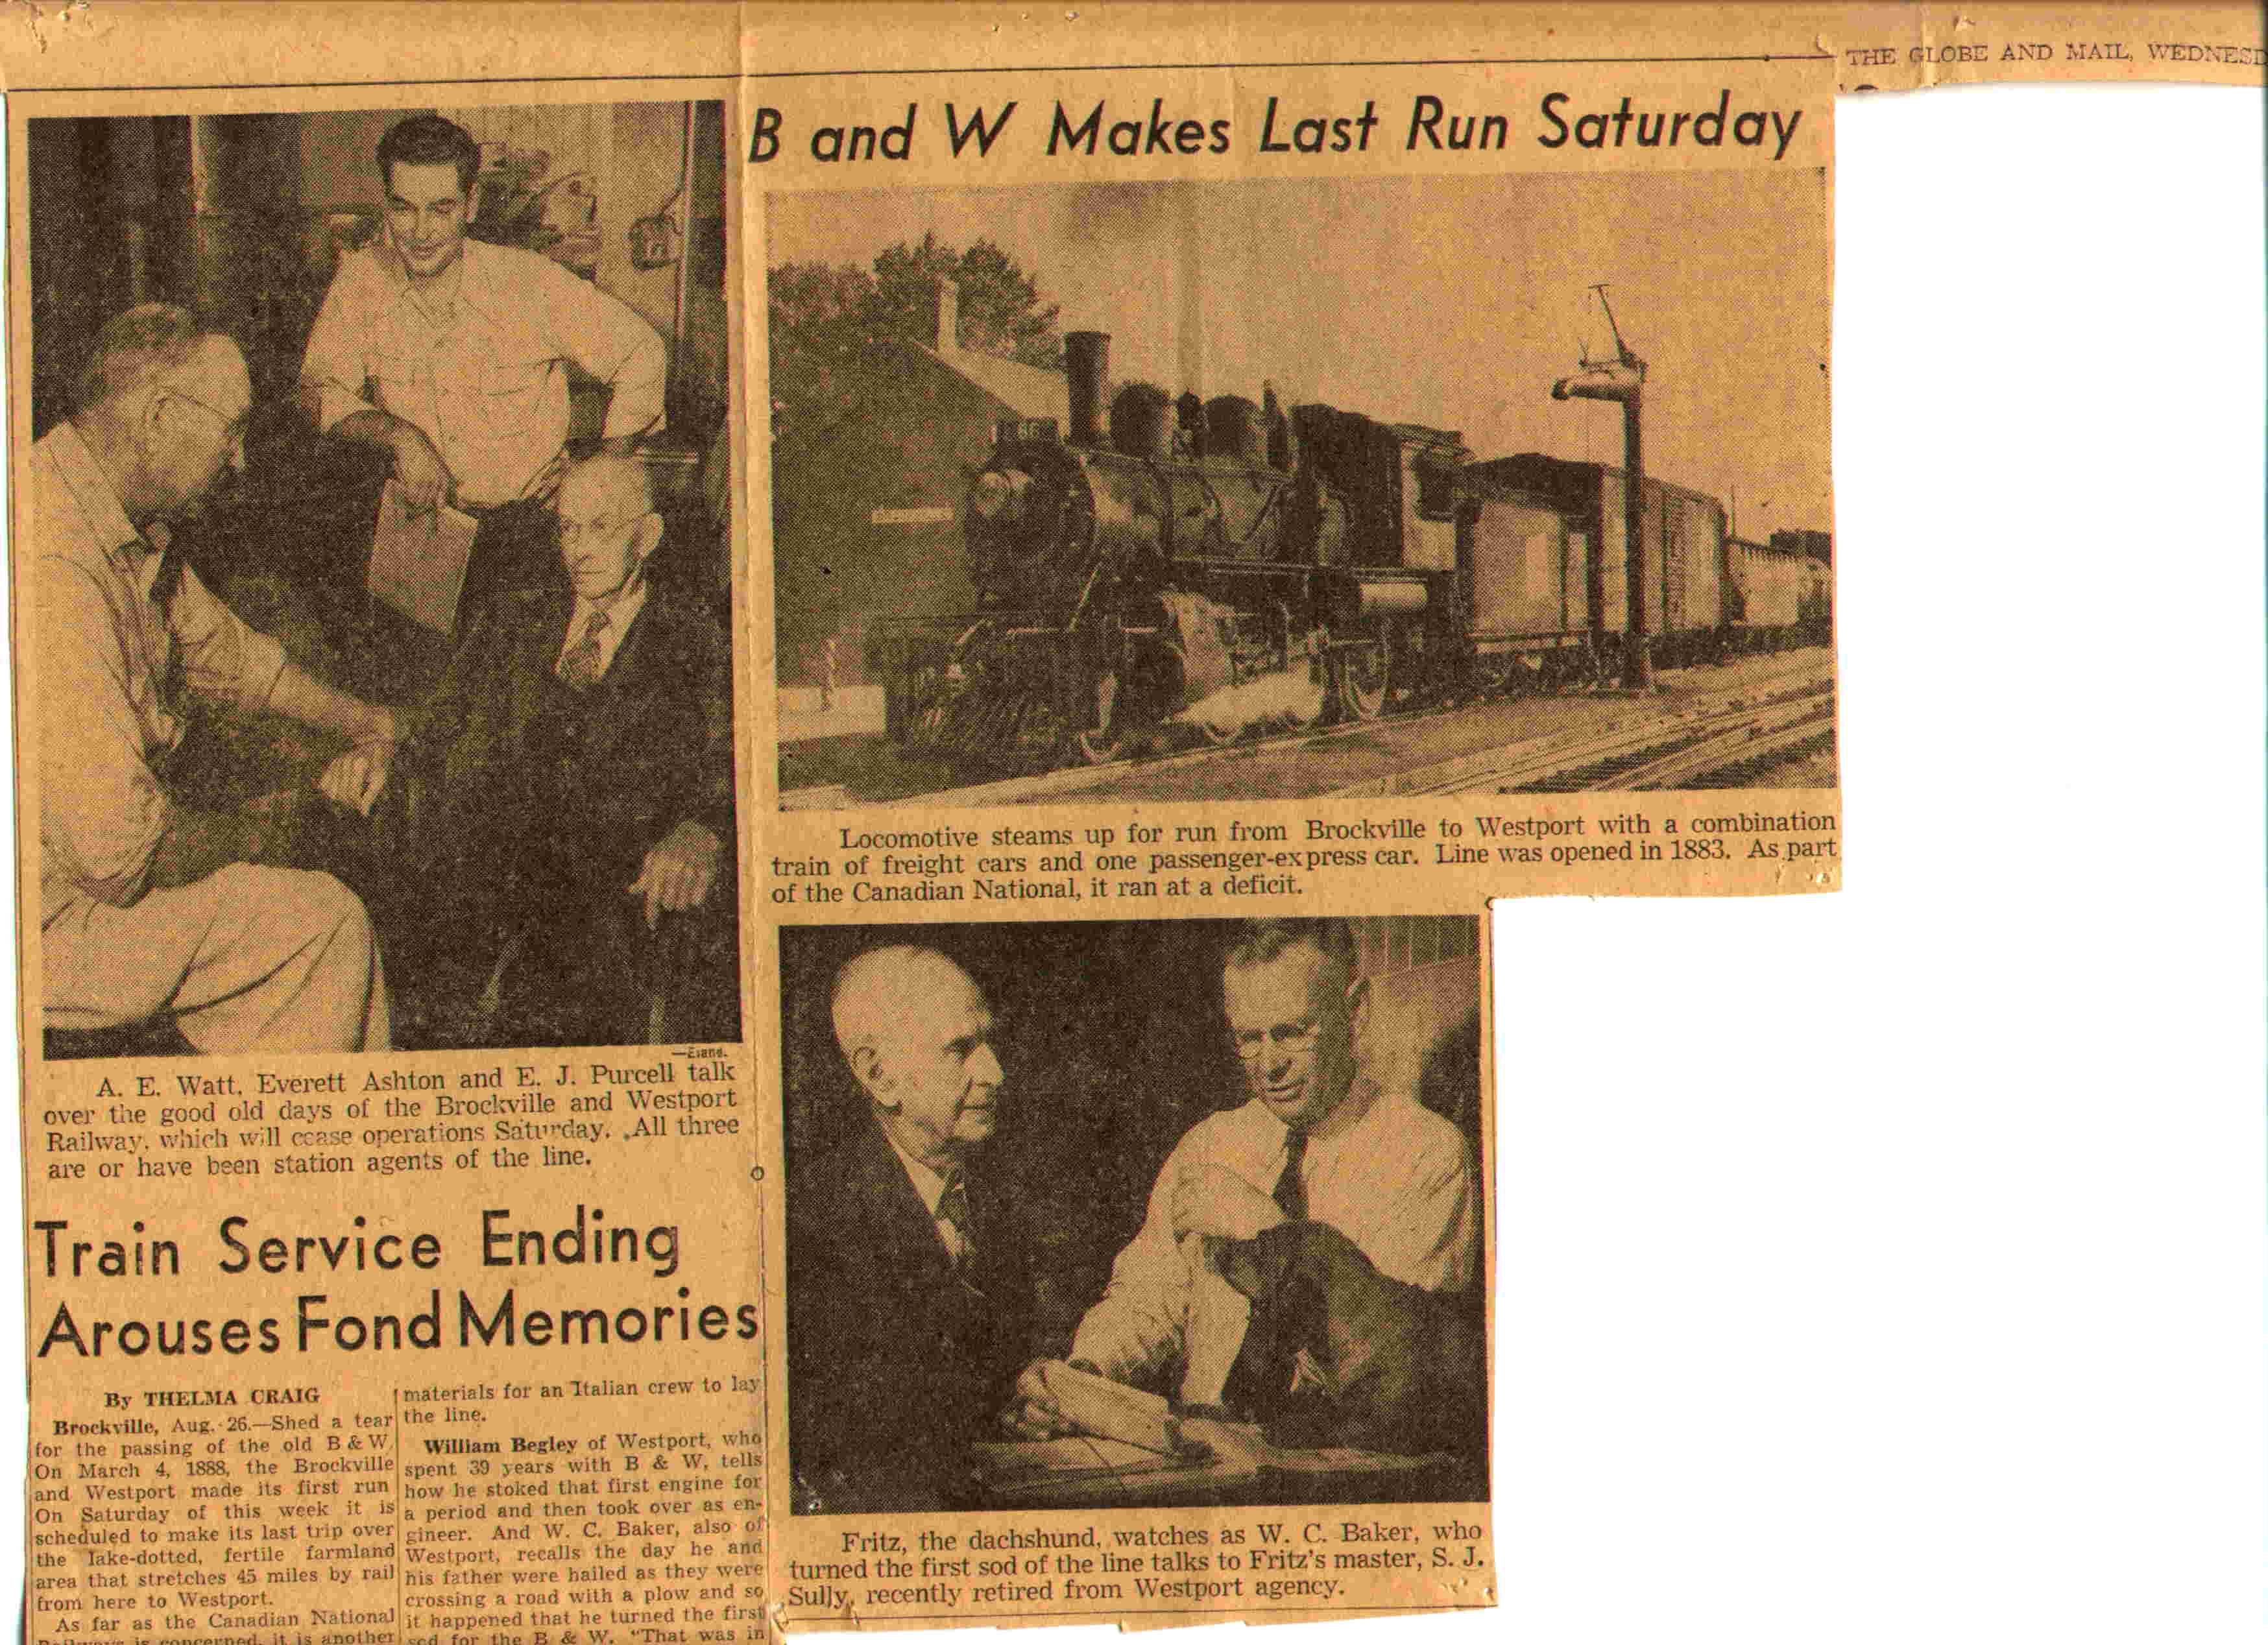 THE GLOBE AND MAIL, WEDNESD
B and W Makes Last Run Saturday
Locomotive steams up for run from Brockville to Westport with a combination
train of freight cars and one passenger-express car. Line was opened in 1883. As part
of the Canadian National, it ran at a deficit.
A. E. Watt, Everett Ashton and E. J. Purcell talk
over the good old days of the Brockville and Westport
Railway, which will cease operations Saturday. All three
are or have been station agents of the line.
Train Service Ending
Arouses Fond Memories
By THELMA CRAIG
Brockville, Aug. 26.—Shed a tear
for the passing of the old B & W.
On March 4, 1888, the Brockville
and Westport made its first run
On Saturday of this week it is
scheduled to make its last trip over
the lake-dotted, fertile farmland
area that stretches 45 miles by rail
from here to Westport.
As far as the Canadian National
Railways is concerned, it is another
materials for an Italian crew to lay
the line.
William Begley of Westport, who
spent 39 years with B & W, tells
how he stoked that first engine for
a period and then took over as en-
gineer. And W. C. Baker, also of
Westport, recalls the day he and
his father were hailed as they were
crossing a road with a plow and so
it happened that he turned the first
sod for the B & W. "That was in
Fritz, the dachshund, watches as W. C. Baker, who
turned the first sod of the line talks to Fritz's master, S. J.
Sully, recently retired from Westport agency.